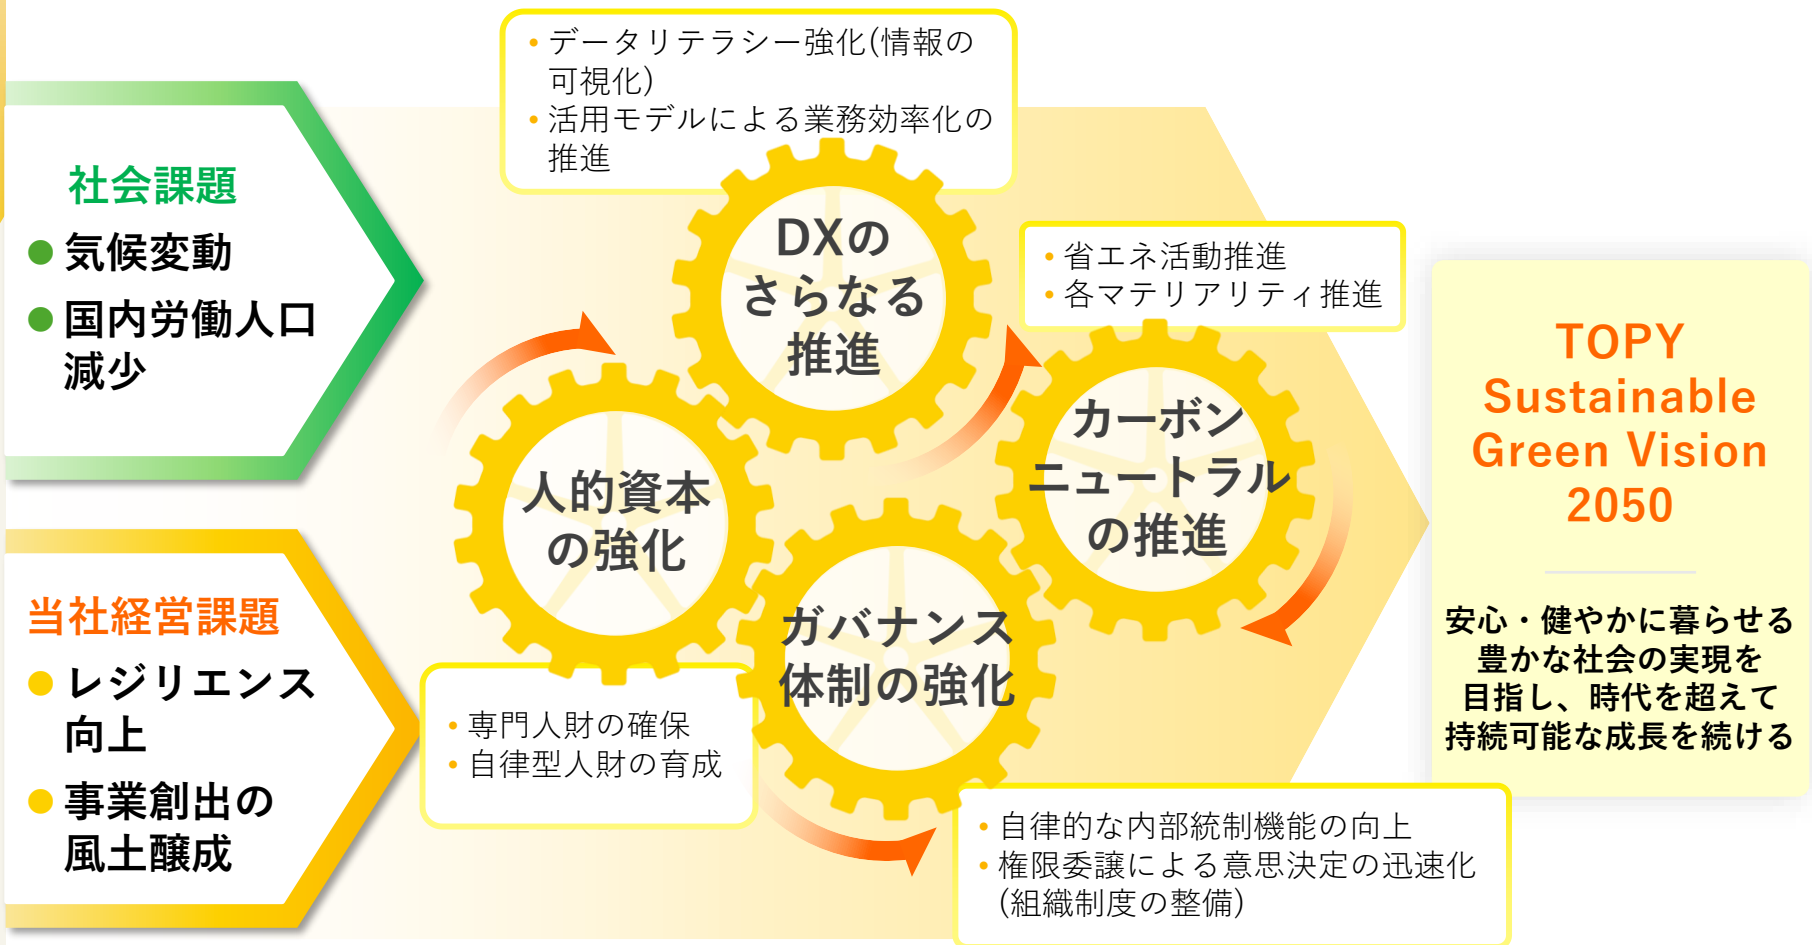 社会課題
● 気候変動
● 国内労働人口
減少
当社経営課題
● レジリエンス
向上
● 事業創出の
風土醸成
• データリテラシー強化(情報の
可視化)
• 活用モデルによる業務効率化の
推進
DXの
さらなる
推進
• 省エネ活動推進
• 各マテリアリティ推進
カーボン
ニュートラル
の推進
人的資本
の強化
• 専門人財の確保
• 自律型人財の育成
ガバナンス
体制の強化
• 自律的な内部統制機能の向上
• 権限委譲による意思決定の迅速化
(組織制度の整備)
TOPY
Sustainable
Green Vision
2050
安心・健やかに暮らせる
豊かな社会の実現を
目指し、時代を超えて
持続可能な成長を続ける